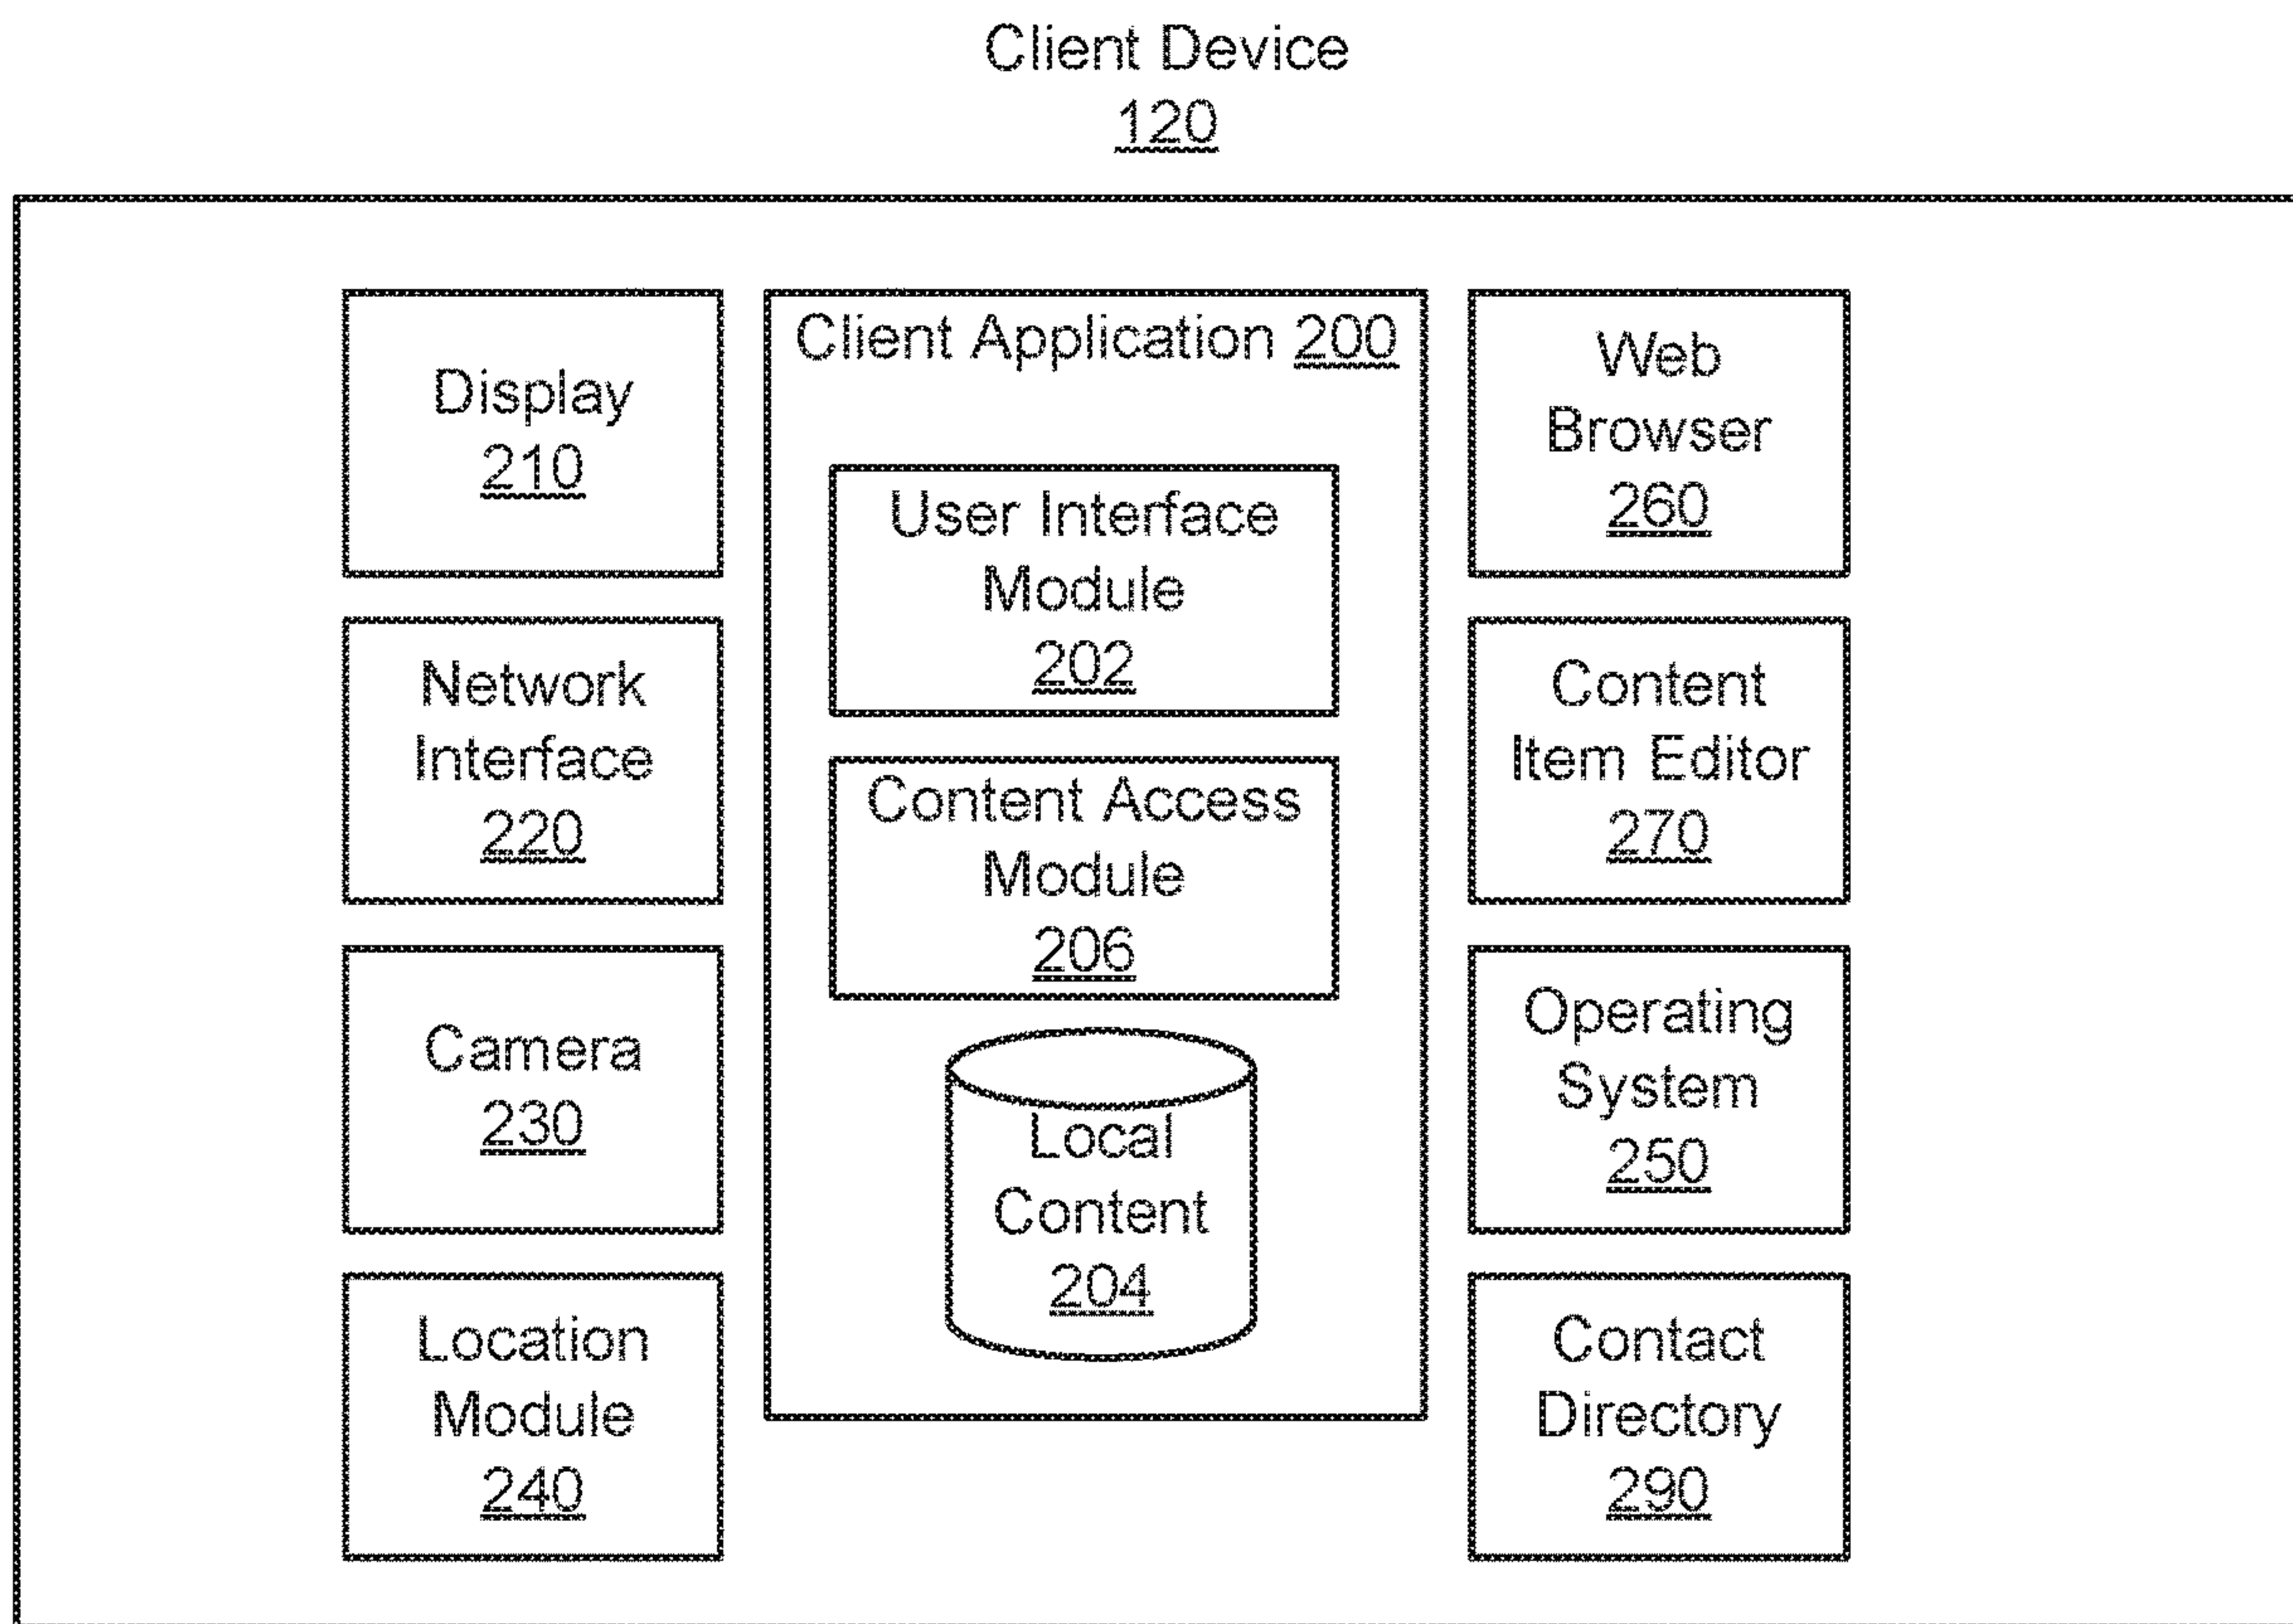 Client Device
120
Display
210
Network
Interface
220
Camera
230
Location
Module
240
Client Application 200
User Interface
Module
202
Content Access
Module
206
Local
Content
204
Web
Browser
260
Content
Item Editor
270
Operating
System
250
Contact
Directory
290